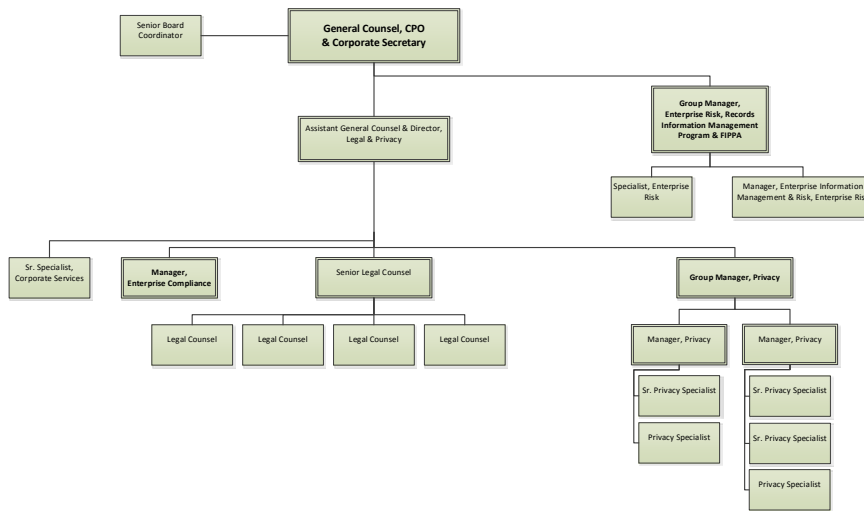 Senior Board
Coordinator
General Counsel, CPO
& Corporate Secretary
Assistant General Counsel & Director,
Legal & Privacy
Group Manager,
Enterprise Risk, Records
Information Management
Program & FIPPA
Specialist, Enterprise
Risk
Manager, Enterprise Information
Management & Risk, Enterprise Ris
Sr. Specialist,
Corporate Services
Manager,
Enterprise Compliance
Senior Legal Counsel
Group Manager, Privacy
Legal Counsel
Legal Counsel
Legal Counsel
Legal Counsel
Manager, Privacy
Manager, Privacy
Sr. Privacy Specialist
Privacy Specialist
Sr. Privacy Specialist
Sr. Privacy Specialist
Privacy Specialist